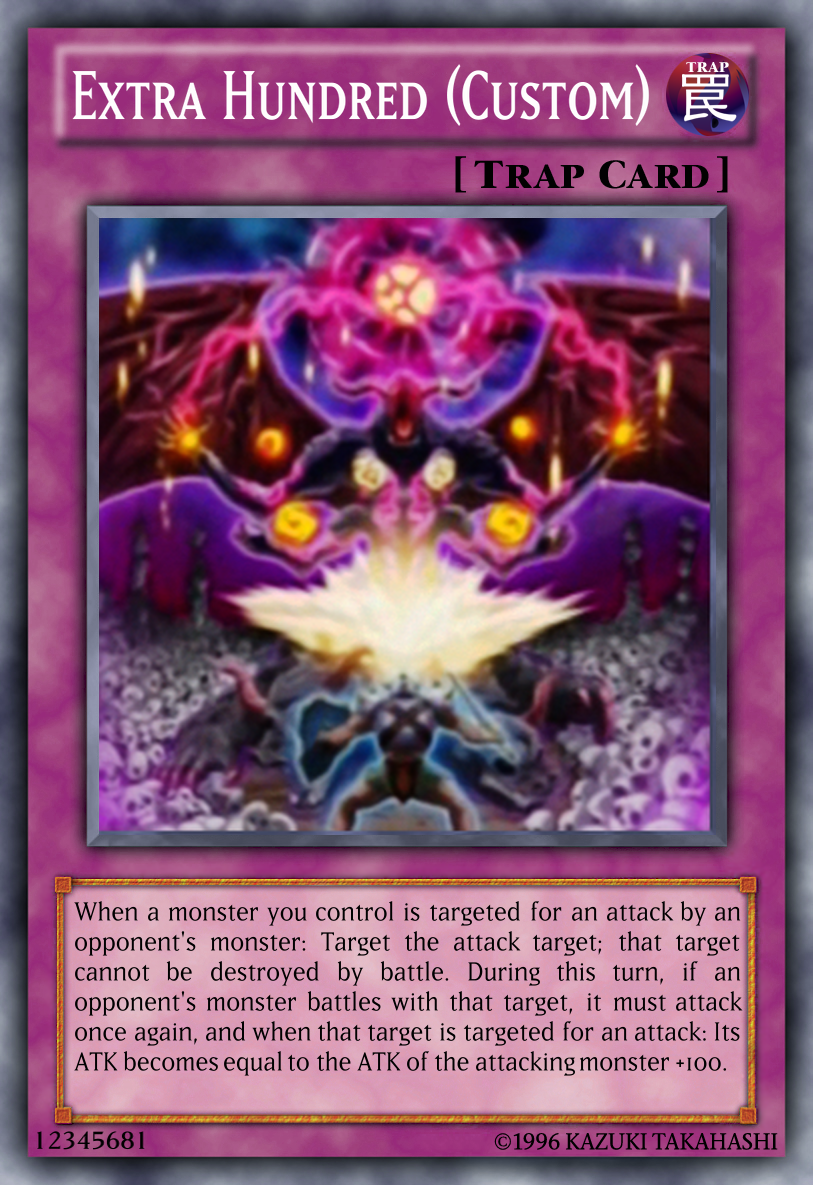 Extra Hundred (Custom)
TRAP
罠
[Trap Card]
When a monster you control is targeted for an attack by an
opponent's monster: Target the attack target; that target
cannot be destroyed by battle. During this turn, if an
opponent's monster battles with that target, it must attack
once again, and when that target is targeted for an attack: Its
ATK becomes equal to the ATK of the attacking monster +100.
12345681
©1996 KAZUKI TAKAHASHI